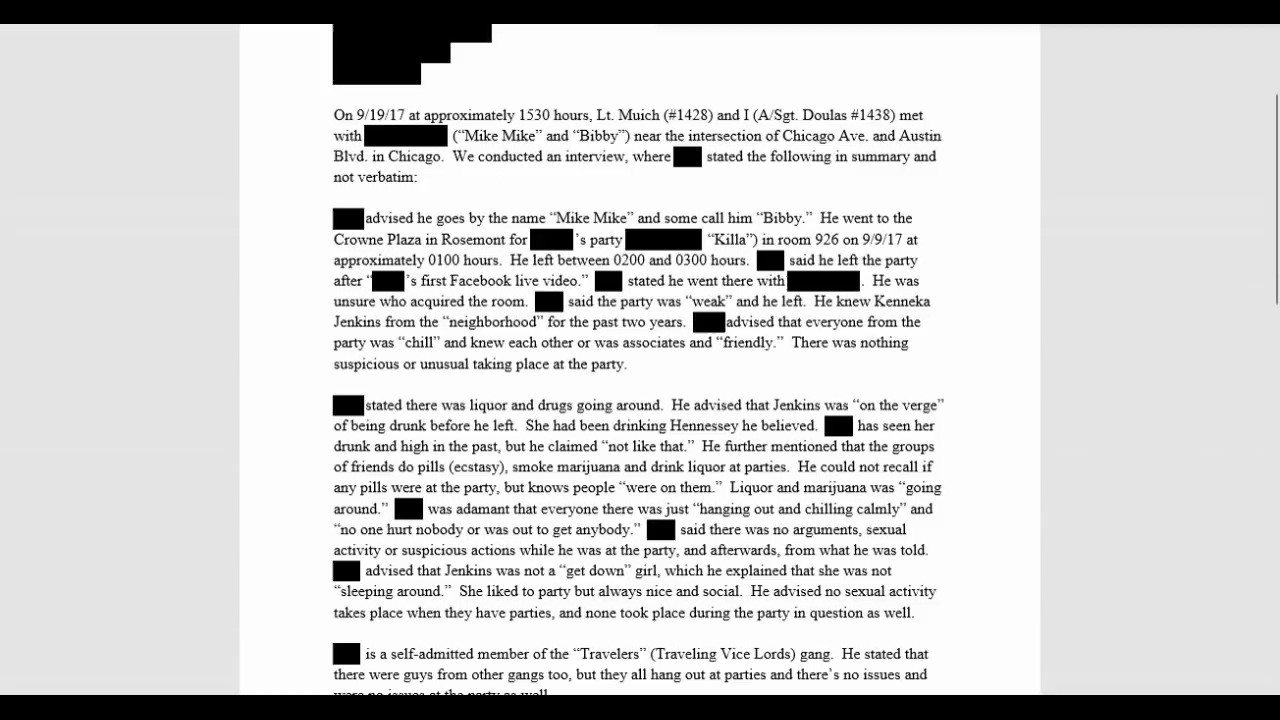 On 9/19/17 at approximately 1530 hours, Lt. Muich (#1428) and I (A/Sgt. Doulas #1438) met
with (“Mike Mike” and “Bibby”) near the intersection of Chicago Ave. and Austin
Blvd. in Chicago.  We conducted an interview, where stated the following in summary and
not verbatim:
advised he goes by the name “Mike Mike” and some call him “Bibby.”  He went to the
Crowne Plaza in Rosemont for ’s party “Killa”) in room 926 on 9/9/17 at
approximately 0100 hours.  He left between 0200 and 0300 hours. said he left the party
after “ ’s first Facebook live video.” stated he went there with .  He was
unsure who acquired the room. said the party was “weak” and he left.  He knew Kenneka
Jenkins from the “neighborhood” for the past two years. advised that everyone from the
party was “chill” and knew each other or was associates and “friendly.”  There was nothing
suspicious or unusual taking place at the party.
stated there was liquor and drugs going around.  He advised that Jenkins was “on the verge”
of being drunk before he left.  She had been drinking Hennessey he believed. has seen her
drunk and high in the past, but he claimed “not like that.”  He further mentioned that the groups
of friends do pills (ecstasy), smoke marijuana and drink liquor at parties.  He could not recall if
any pills were at the party, but knows people “were on them.”  Liquor and marijuana was “going
around.” was adamant that everyone there was just “hanging out and chilling calmly” and
“no one hurt nobody or was out to get anybody.” said there was no arguments, sexual
activity or suspicious actions while he was at the party, and afterwards, from what he was told.
advised that Jenkins was not a “get down” girl, which he explained that she was not
“sleeping around.”  She liked to party but always nice and social.  He advised no sexual activity
takes place when they have parties, and none took place during the party in question as well.
is a self-admitted member of the “Travelers” (Traveling Vice Lords) gang.  He stated that
there were guys from other gangs too, but they all hang out at parties and there’s no issues and
were no issues at the party as well.